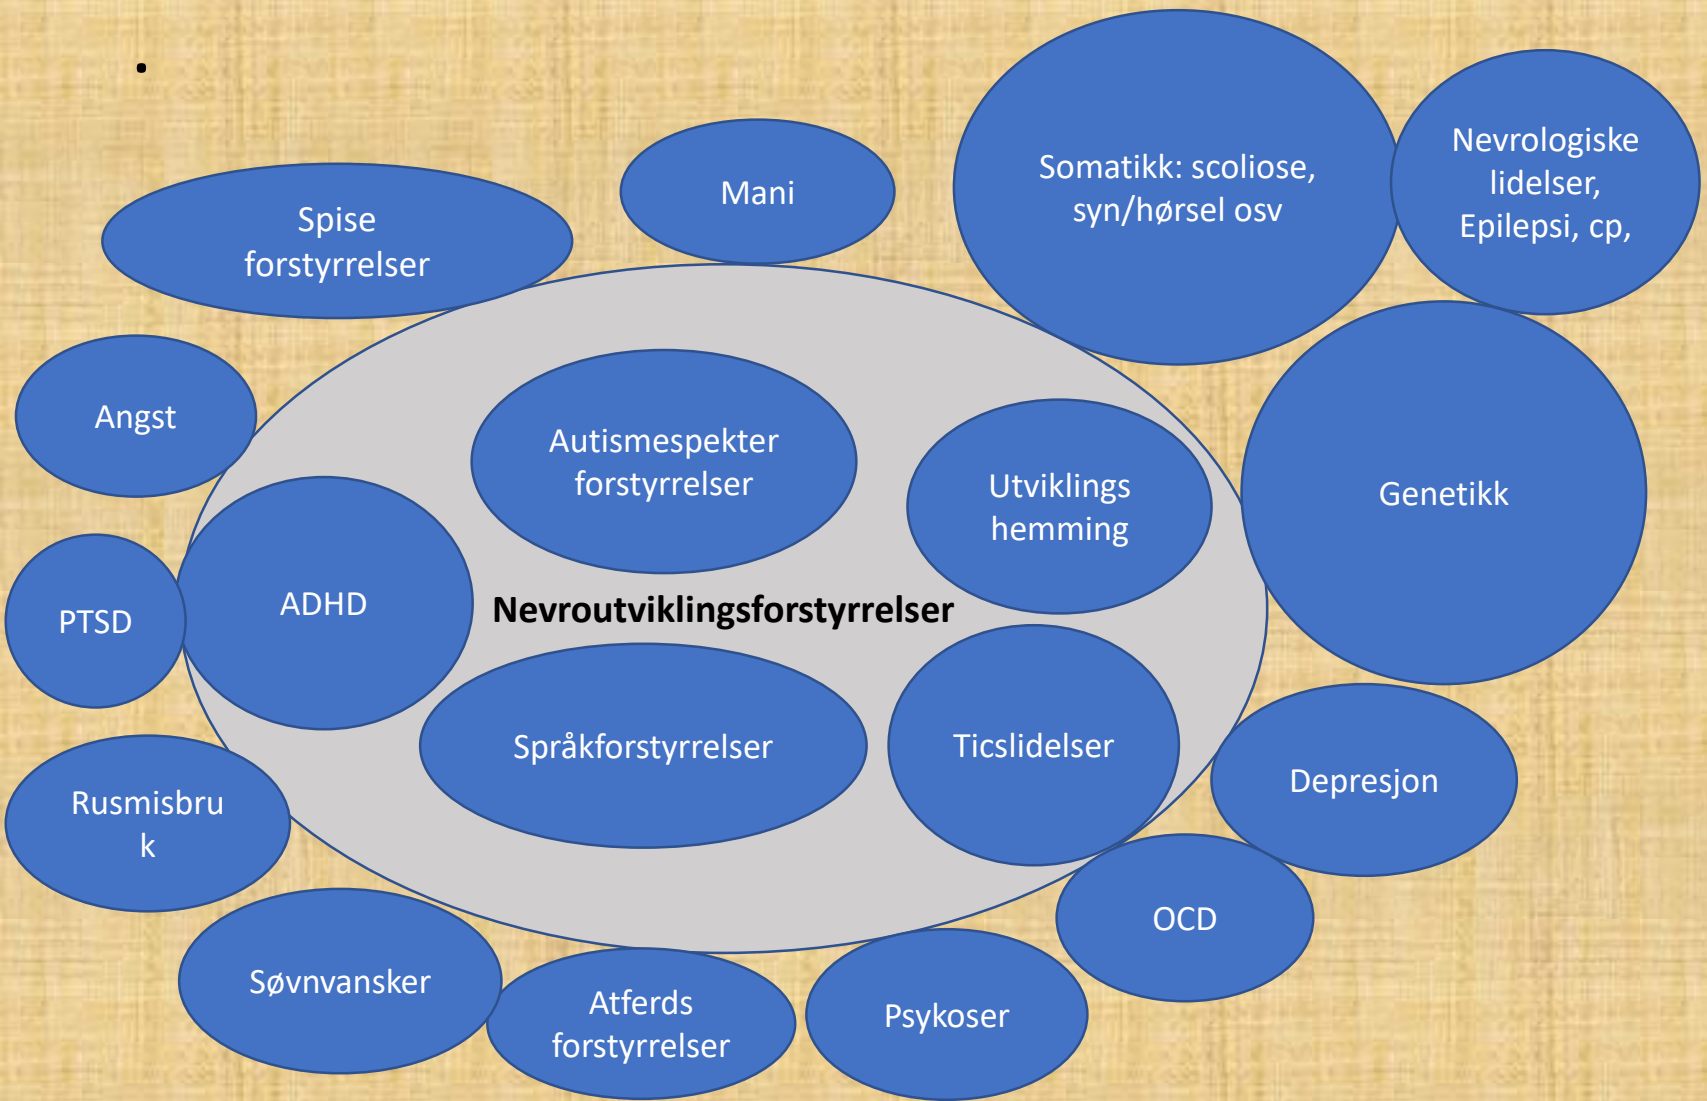 .
Mani
Somatikk: scoliose,
syn/hørsel osv
Nevrologiske
lidelser,
Epilepsi, cp,
Spise
forstyrrelser
Angst
Autismespekter
forstyrrelser
Utviklings
hemming
Genetikk
PTSD
ADHD
Nevroutviklingsforstyrrelser
Språkforstyrrelser
Ticslidelser
Depresjon
Rusmisbru
k
OCD
Søvnvansker
Atferds
forstyrrelser
Psykoser